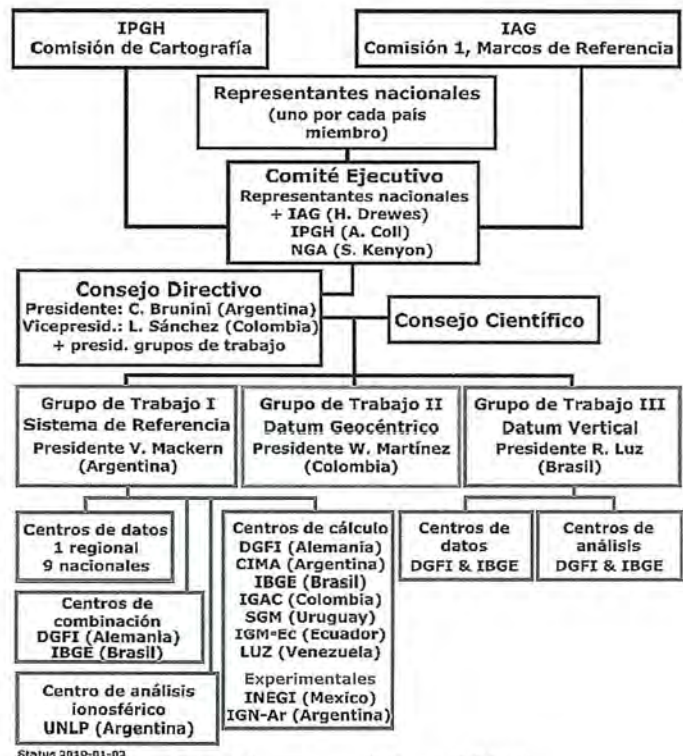 IPGH
Comisión de Cartografía
IAG
Comisión 1, Marcos de Referencia
Representantes nacionales
(uno por cada país
miembro)
Comité Ejecutivo
Representantes nacionales
+ IAG (H. Drewes)
IPGH (A. Coll)
NGA (S. Kenyon)
Consejo Directivo
Presidente: C. Brunini (Argentina)
Vicepresid.: L. Sánchez (Colombia)
+ presid. grupos de trabajo
Consejo Científico
Grupo de Trabajo I
Sistema de Referencia
Presidente V. Mackern
(Argentina)
Grupo de Trabajo II
Datum Geocéntrico
Presidente W. Martínez
(Colombia)
Grupo de Trabajo III
Datum Vertical
Presidente R. Luz
(Brasil)
Centros de datos
1 regional
9 nacionales
Centros de
combinación
DGFI (Alemania)
IBGE (Brasil)
Centro de análisis
ionosférico
UNLP (Argentina)
Centros de cálculo
DGFI (Alemania)
CIMA (Argentina)
IBGE (Brasil)
IGAC (Colombia)
SGM (Uruguay)
IGM-Ec (Ecuador)
LUZ (Venezuela)
Experimentales
INEGI (Mexico)
IGN-Ar (Argentina)
Centros de
datos
DGFI & IBGE
Centros de
análisis
DGFI & IBGE
Status 2010-01-02